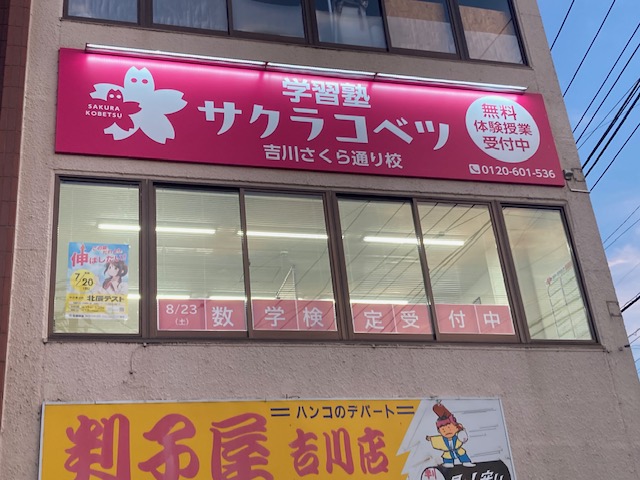 学習塾
サクラコベツ
吉川さくら通り校
SAKURA
KOBETSU
無料
体験授業
受付中
0120-601-536
伸ばしたい
7/20
北辰テスト
8/23
(土)
数学検定受付中
=ハンコのデパート=
判子屋
吉川店